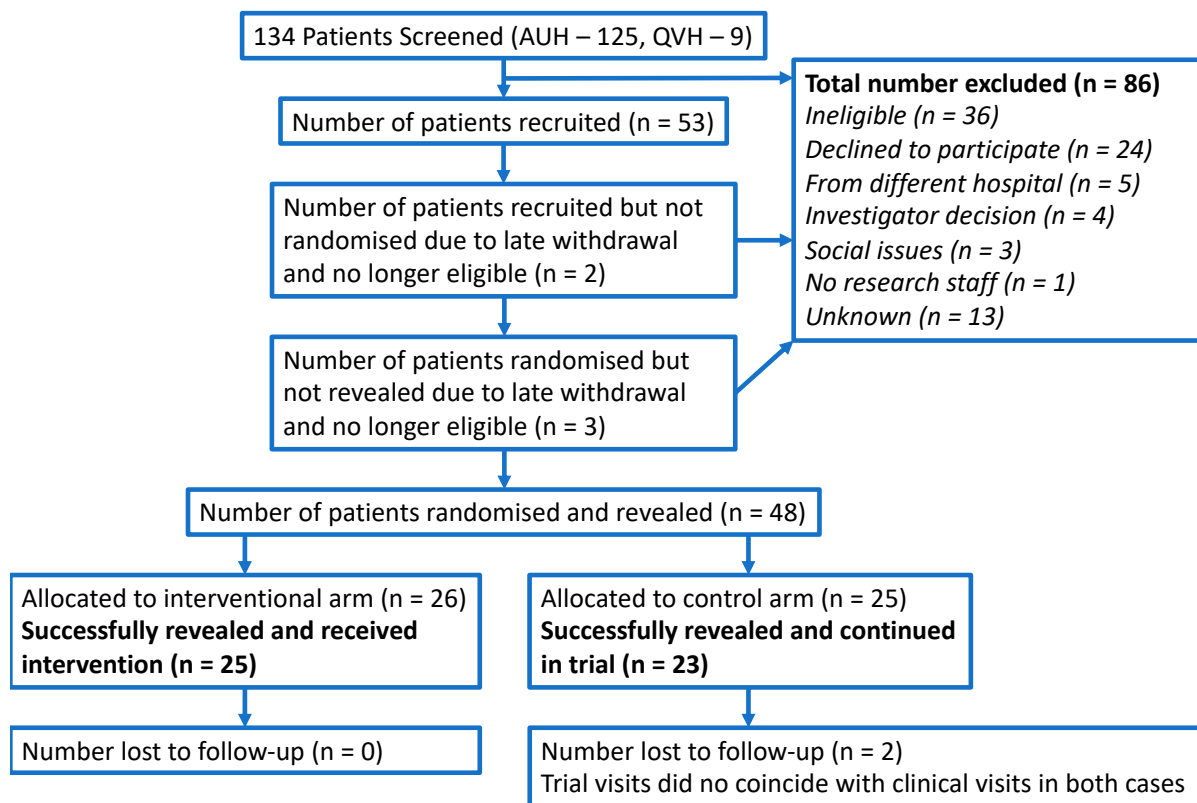 134 Patients Screened (AUH – 125, QVH – 9)
Total number excluded (n = 86)
Ineligible (n = 36)
Declined to participate (n = 24)
From different hospital (n = 5)
Investigator decision (n = 4)
Social issues (n = 3)
No research staff (n = 1)
Unknown (n = 13)
Number of patients recruited (n = 53)
Number of patients recruited but not
randomised due to late withdrawal
and no longer eligible (n = 2)
Number of patients randomised but
not revealed due to late withdrawal
and no longer eligible (n = 3)
Number of patients randomised and revealed (n = 48)
Allocated to interventional arm (n = 26)
Successfully revealed and received
intervention (n = 25)
Allocated to control arm (n = 25)
Successfully revealed and continued
in trial (n = 23)
Number lost to follow-up (n = 0)
Number lost to follow-up (n = 2)
Trial visits did no coincide with clinical visits in both cases